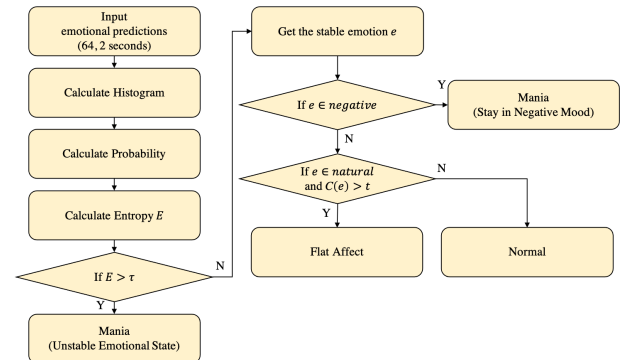 Input
emotional predictions
(64, 2 seconds)
Calculate Histogram
Calculate Probability
Calculate Entropy E
If E > τ
N
Y
Mania
(Unstable Emotional State)
Get the stable emotion e
If e ∈ negative
Y
Mania
(Stay in Negative Mood)
N
If e ∈ natural
and C(e) > t
N
Y
Flat Affect
Normal